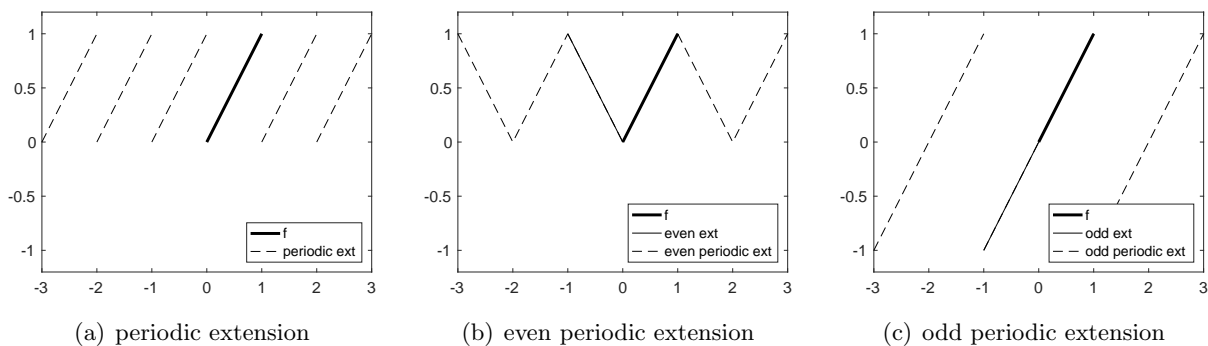 1
0.5
0
-0.5
-1
-3 -2 -1 0 1 2 3
f
periodic ext
(a) periodic extension
1
0.5
0
-0.5
-1
-3 -2 -1 0 1 2 3
f
even ext
even periodic ext
(b) even periodic extension
1
0.5
0
-0.5
-1
-3 -2 -1 0 1 2 3
f
odd ext
odd periodic ext
(c) odd periodic extension